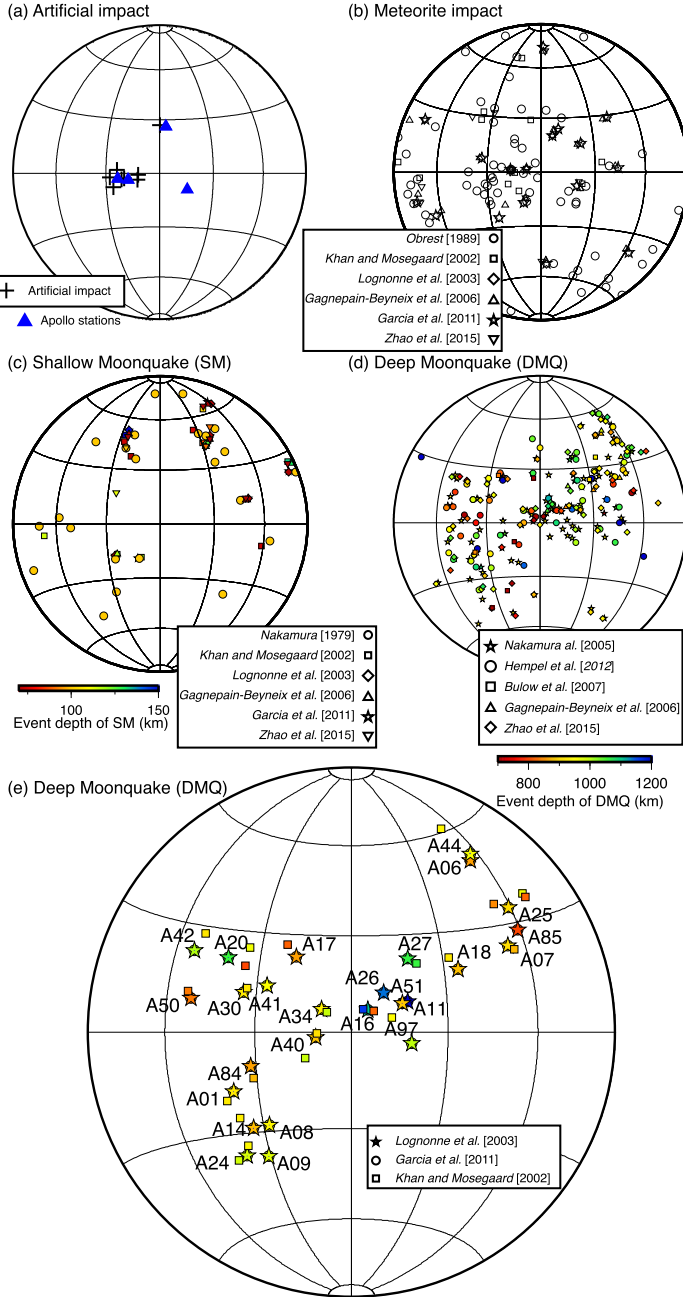 (a) Artificial impact
(b) Meteorite impact
Artificial impact
Apollo stations
Obrest [1989]
Khan and Mosegaard [2002]
Lognonne et al. [2003]
Gagnepain-Beyneix et al. [2006]
Garcia et al. [2011]
Zhao et al. [2015]
(c) Shallow Moonquake (SM)
(d) Deep Moonquake (DMQ)
Nakamura [1979]
Khan and Mosegaard [2002]
Lognonne et al. [2003]
Gagnepain-Beyneix et al. [2006]
Garcia et al. [2011]
Zhao et al. [2015]
100 150
Event depth of SM (km)
Nakamura al. [2005]
Hempel et al. [2012]
Bulow et al. [2007]
Gagnepain-Beyneix et al. [2006]
Zhao et al. [2015]
800 1000 1200
Event depth of DMQ (km)
(e) Deep Moonquake (DMQ)
A44
A06
A25
A85
A07
A42
A20
A17
A27
A18
A26
A51
A50
A30
A41
A34
A16
A11
A97
A40
A84
A01
A14
A08
A24
A09
Lognonne et al. [2003]
Garcia et al. [2011]
Khan and Mosegaard [2002]